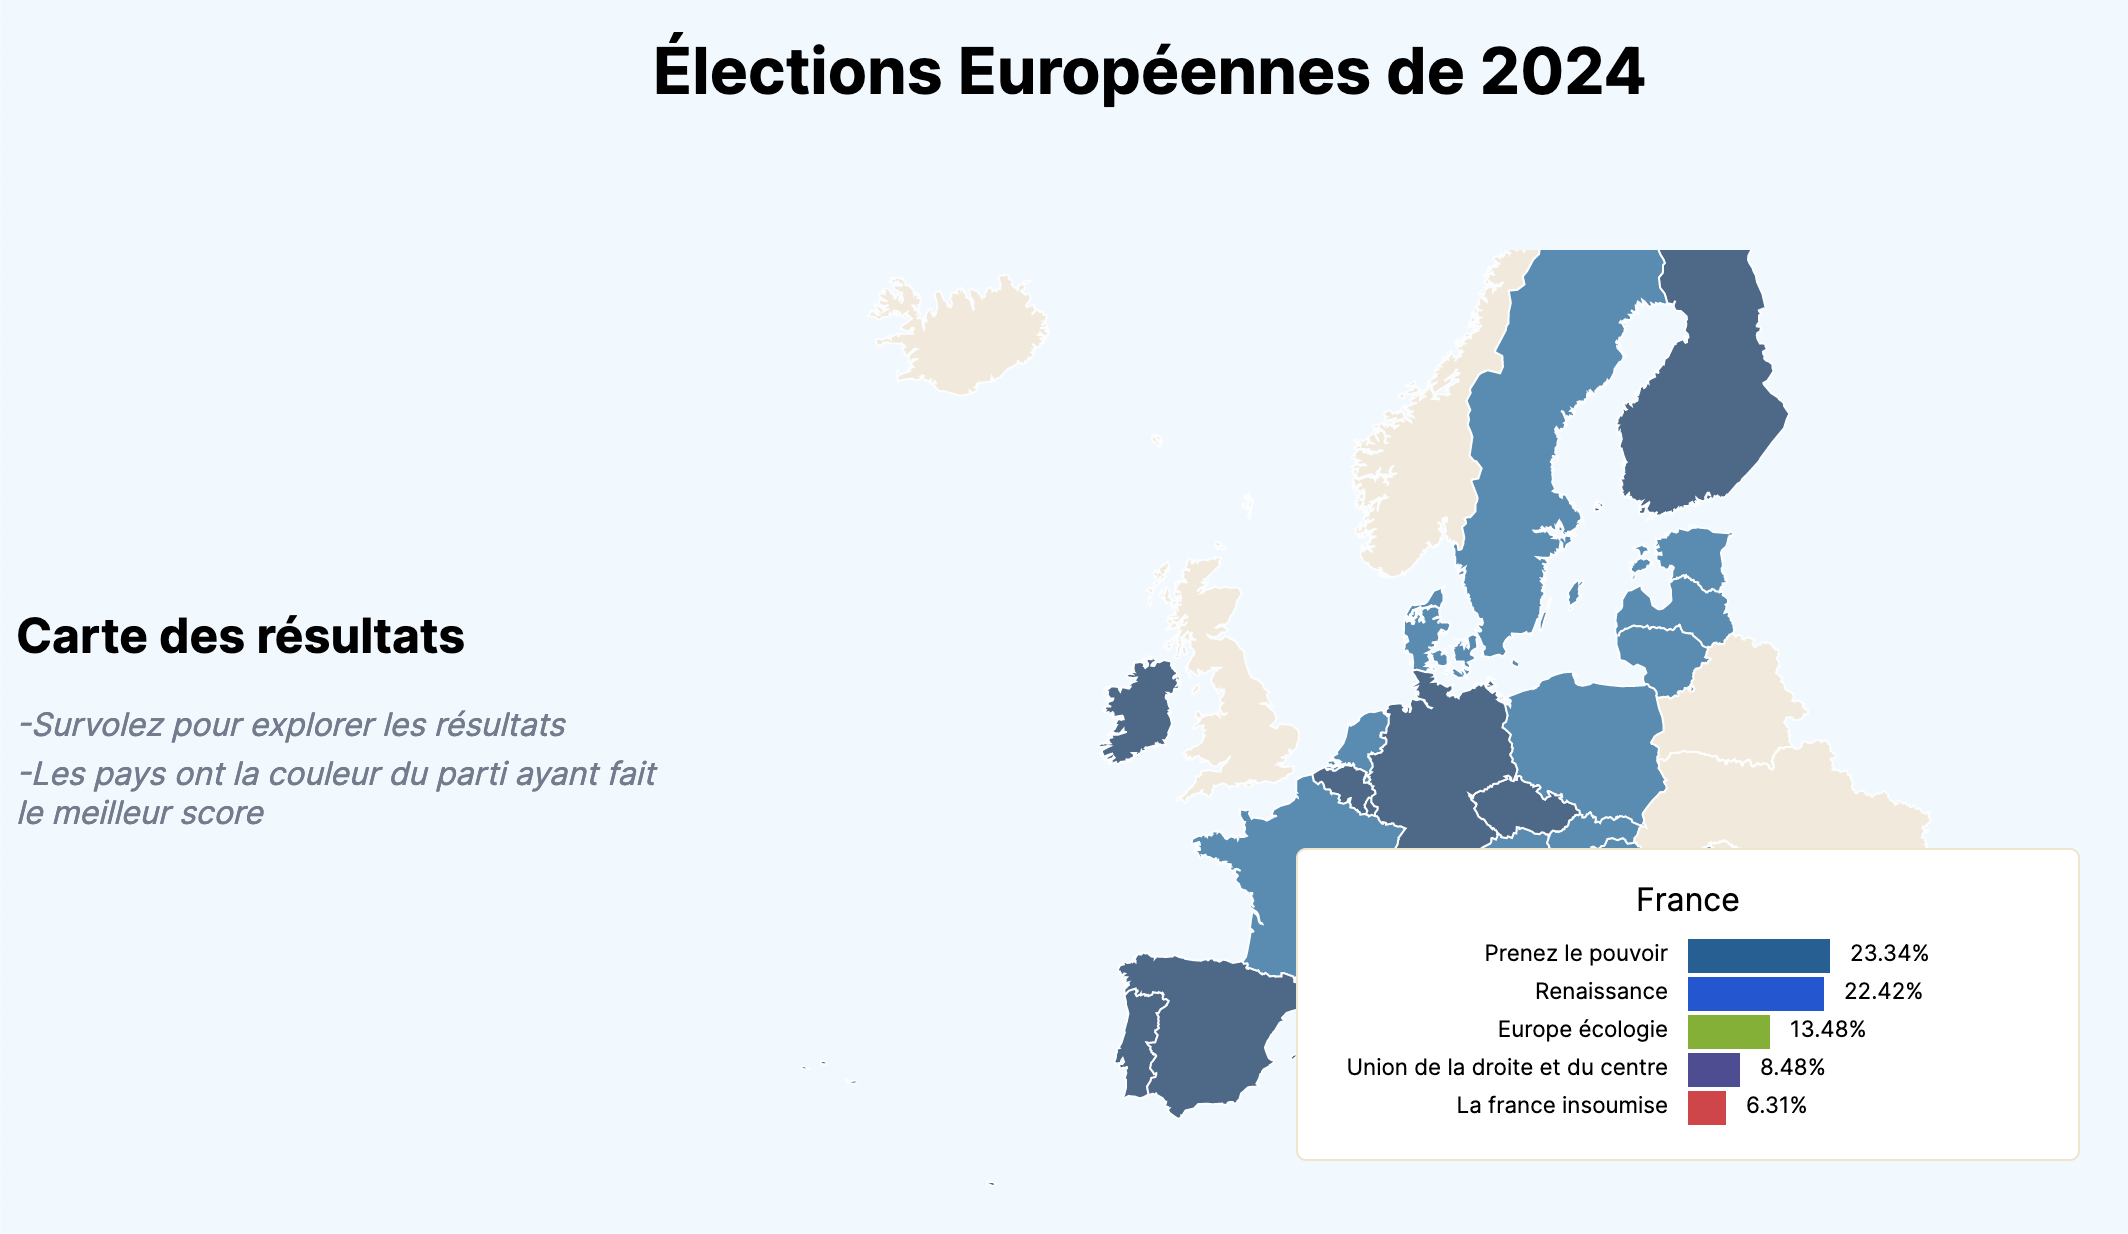 Élections Européennes de 2024
Carte des résultats
-Survolez pour explorer les résultats
-Les pays ont la couleur du parti ayant fait
le meilleur score
France
Prenez le pouvoir 23.34%
Renaissance 22.42%
Europe écologie 13.48%
Union de la droite et du centre 8.48%
La france insoumise 6.31%